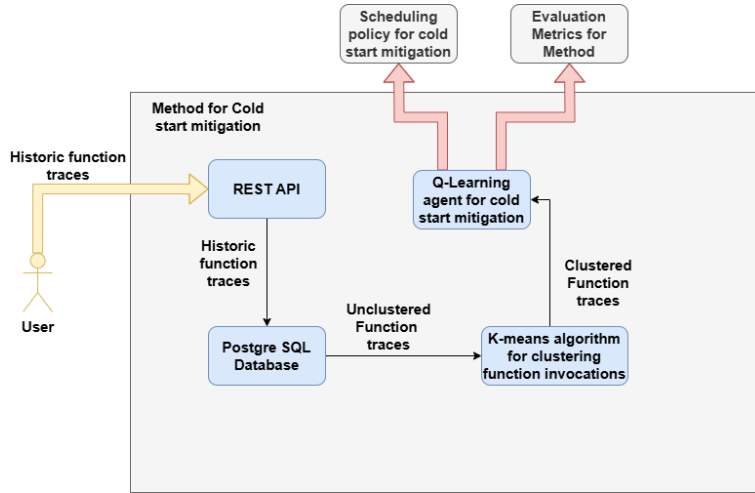 Scheduling
policy for cold
start mitigation
Evaluation
Metrics for
Method
Method for Cold
start mitigation
Historic function
traces
REST API
Q-Learning
agent for cold
start mitigation
Historic
function
traces
Clustered
Function
traces
User
Unclustered
Function
traces
Postgre SQL
Database
K-means algorithm
for clustering
function invocations